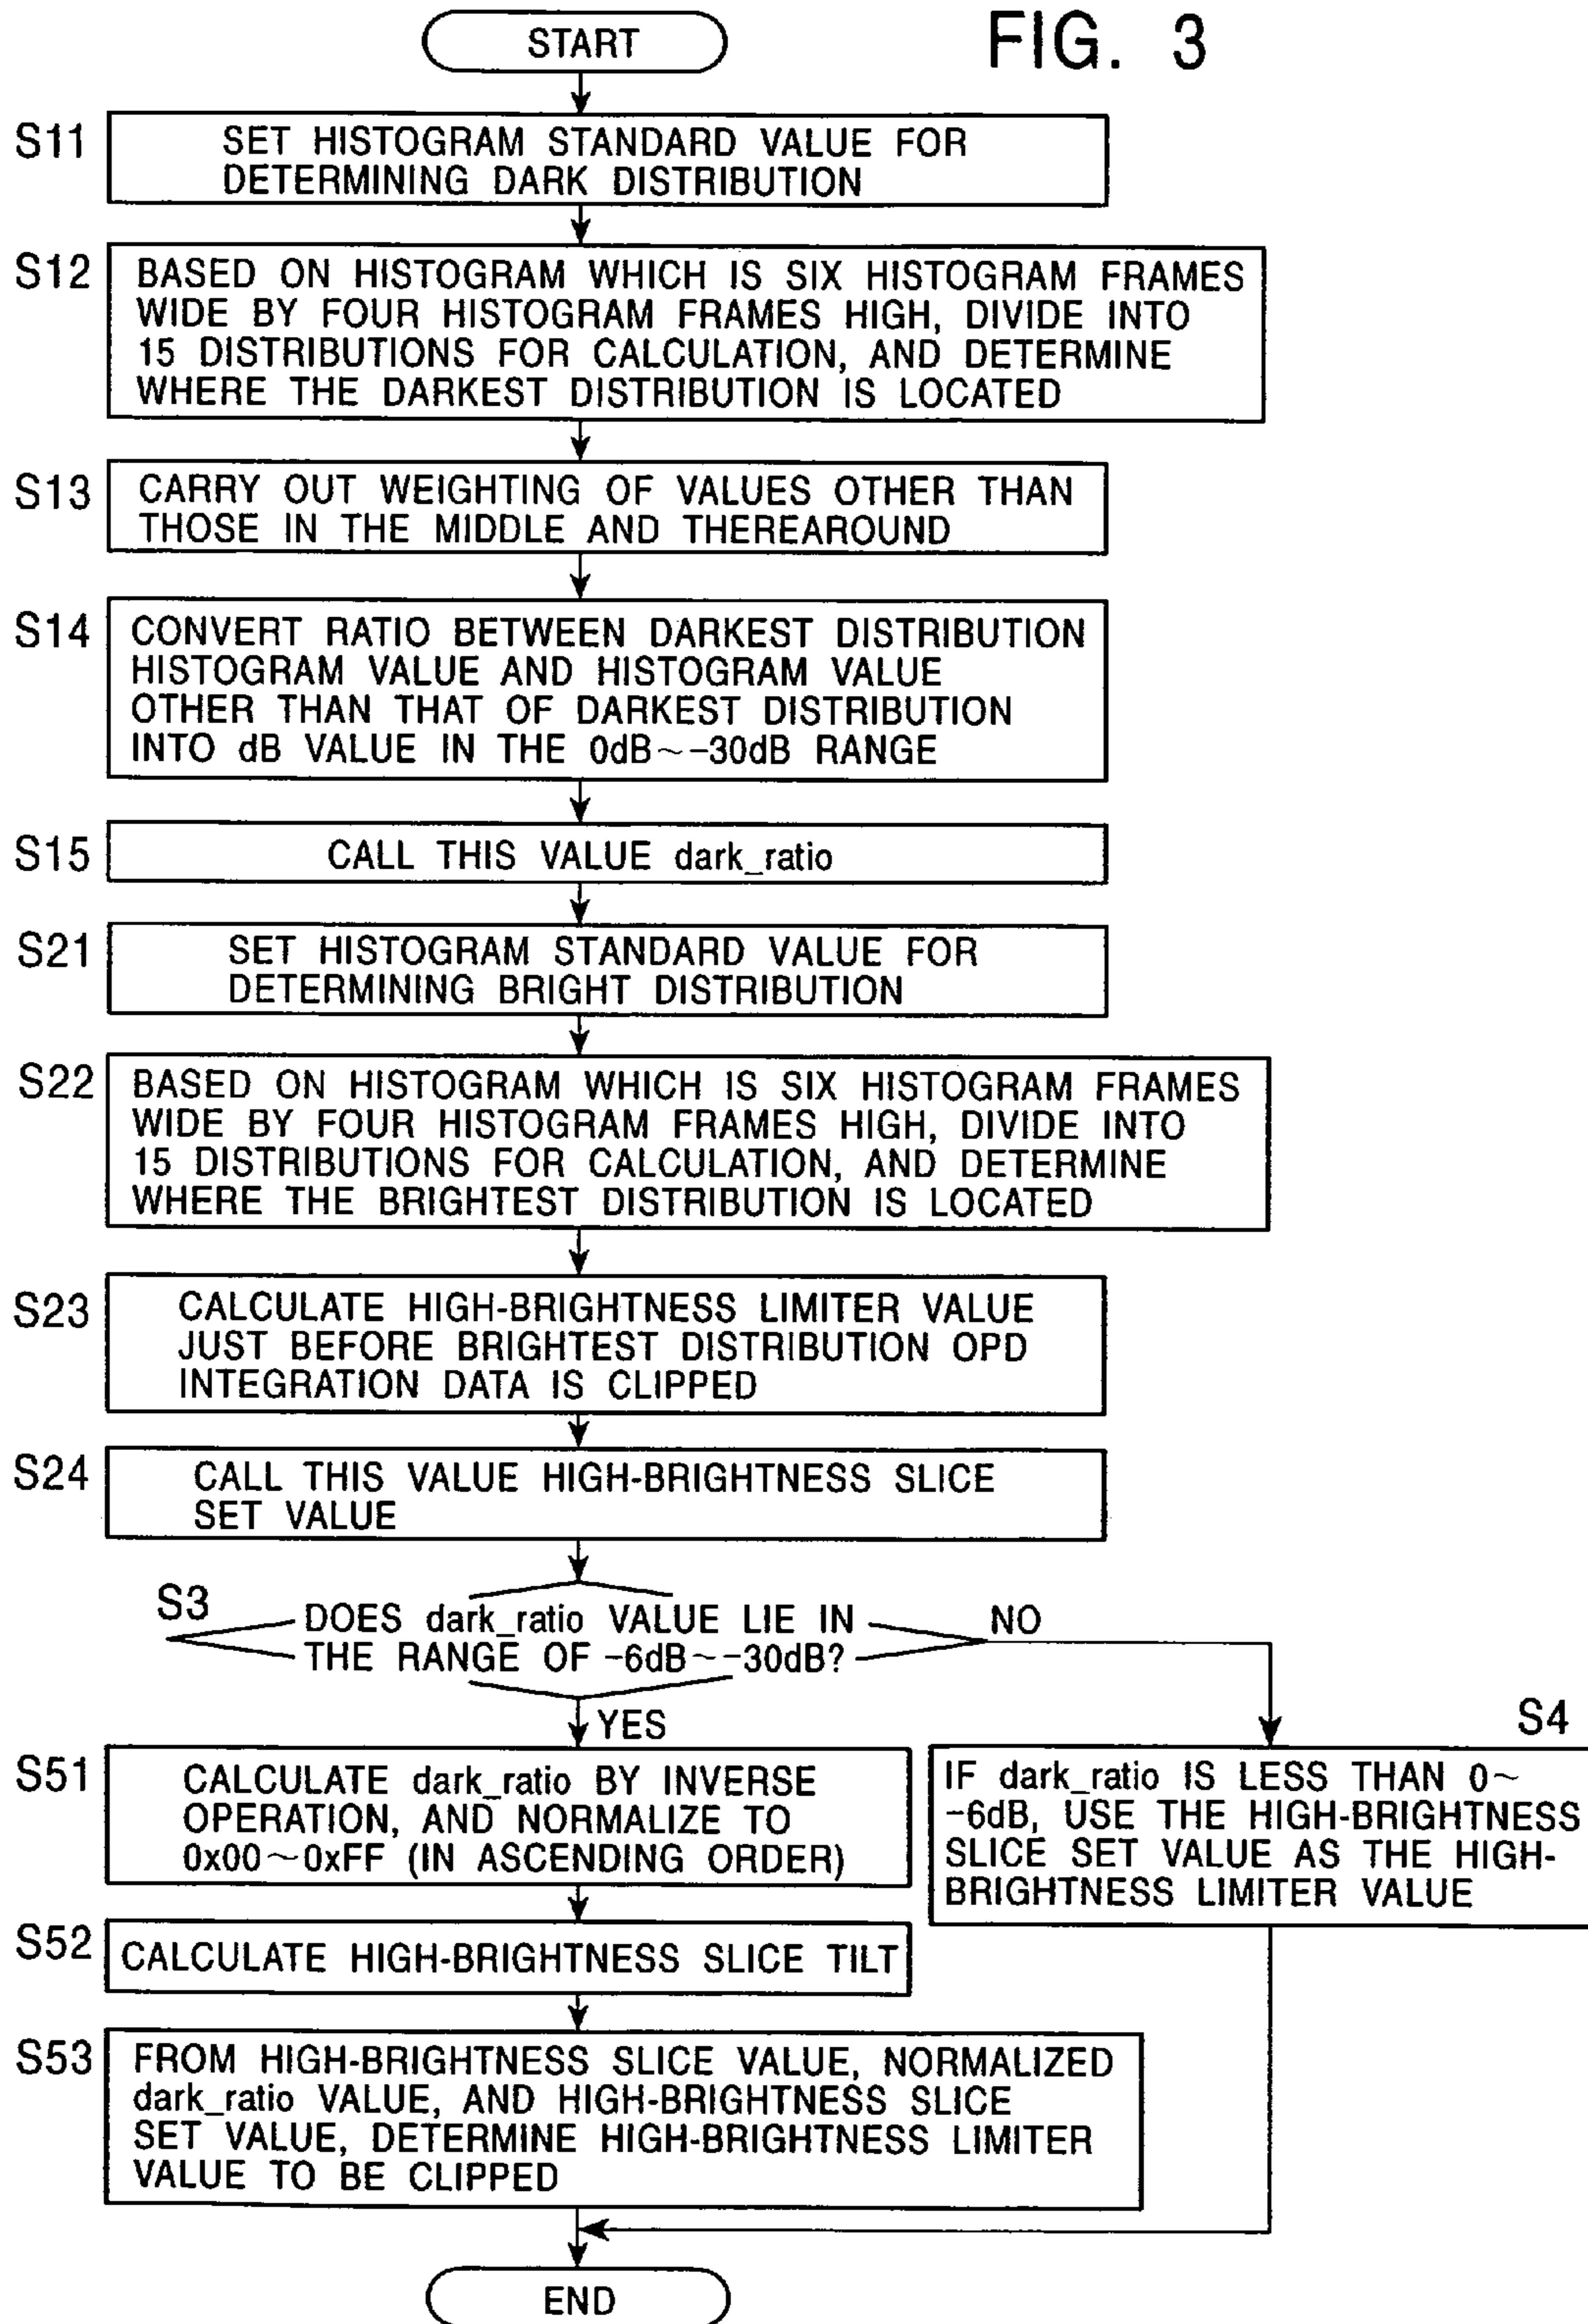 FIG. 3
START
S11
SET HISTOGRAM STANDARD VALUE FOR
DETERMINING DARK DISTRIBUTION
S12
BASED ON HISTOGRAM WHICH IS SIX HISTOGRAM FRAMES
WIDE BY FOUR HISTOGRAM FRAMES HIGH, DIVIDE INTO
15 DISTRIBUTIONS FOR CALCULATION, AND DETERMINE
WHERE THE DARKEST DISTRIBUTION IS LOCATED
S13
CARRY OUT WEIGHTING OF VALUES OTHER THAN
THOSE IN THE MIDDLE AND THEREAROUND
S14
CONVERT RATIO BETWEEN DARKEST DISTRIBUTION
HISTOGRAM VALUE AND HISTOGRAM VALUE
OTHER THAN THAT OF DARKEST DISTRIBUTION
INTO dB VALUE IN THE 0dB~-30dB RANGE
S15
CALL THIS VALUE dark_ratio
S21
SET HISTOGRAM STANDARD VALUE FOR
DETERMINING BRIGHT DISTRIBUTION
S22
BASED ON HISTOGRAM WHICH IS SIX HISTOGRAM FRAMES
WIDE BY FOUR HISTOGRAM FRAMES HIGH, DIVIDE INTO
15 DISTRIBUTIONS FOR CALCULATION, AND DETERMINE
WHERE THE BRIGHTEST DISTRIBUTION IS LOCATED
S23
CALCULATE HIGH-BRIGHTNESS LIMITER VALUE
JUST BEFORE BRIGHTEST DISTRIBUTION OPD
INTEGRATION DATA IS CLIPPED
S24
CALL THIS VALUE HIGH-BRIGHTNESS SLICE
SET VALUE
S3
DOES dark_ratio VALUE LIE IN
THE RANGE OF -6dB~-30dB?
NO
YES
S4
IF dark_ratio IS LESS THAN 0~
-6dB, USE THE HIGH-BRIGHTNESS
SLICE SET VALUE AS THE HIGH-
BRIGHTNESS LIMITER VALUE
S51
CALCULATE dark_ratio BY INVERSE
OPERATION, AND NORMALIZE TO
0x00~0xFF (IN ASCENDING ORDER)
S52
CALCULATE HIGH-BRIGHTNESS SLICE TILT
S53
FROM HIGH-BRIGHTNESS SLICE VALUE, NORMALIZED
dark_ratio VALUE, AND HIGH-BRIGHTNESS SLICE
SET VALUE, DETERMINE HIGH-BRIGHTNESS LIMITER
VALUE TO BE CLIPPED
END